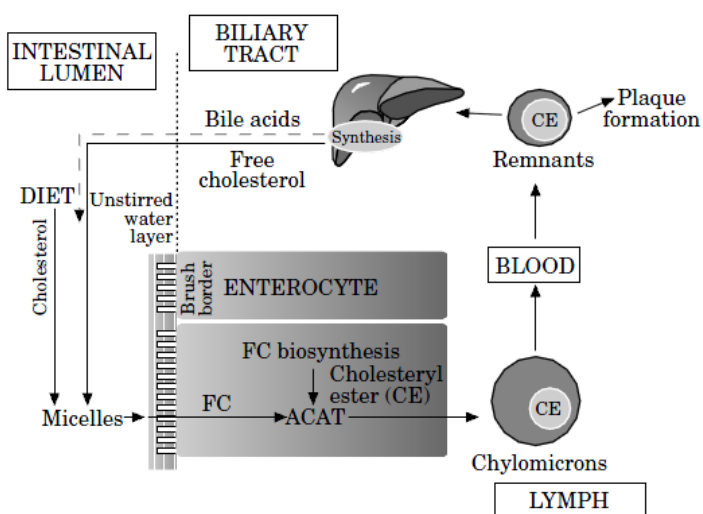 INTESTINAL
LUMEN
BILIARY
TRACT
Bile acids
Synthesis
Free
cholesterol
CE
Plaque
formation
Remnants
DIET
Unstirred
water
layer
Cholesterol
Brush
border
ENTEROCYTE
BLOOD
FC biosynthesis
Cholesteryl
ester (CE)
Micelles
FC
ACAT
CE
Chylomicrons
LYMPH